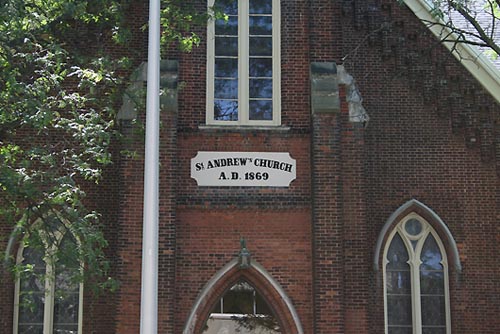 St. ANDREW'S CHURCH
A.D. 1869